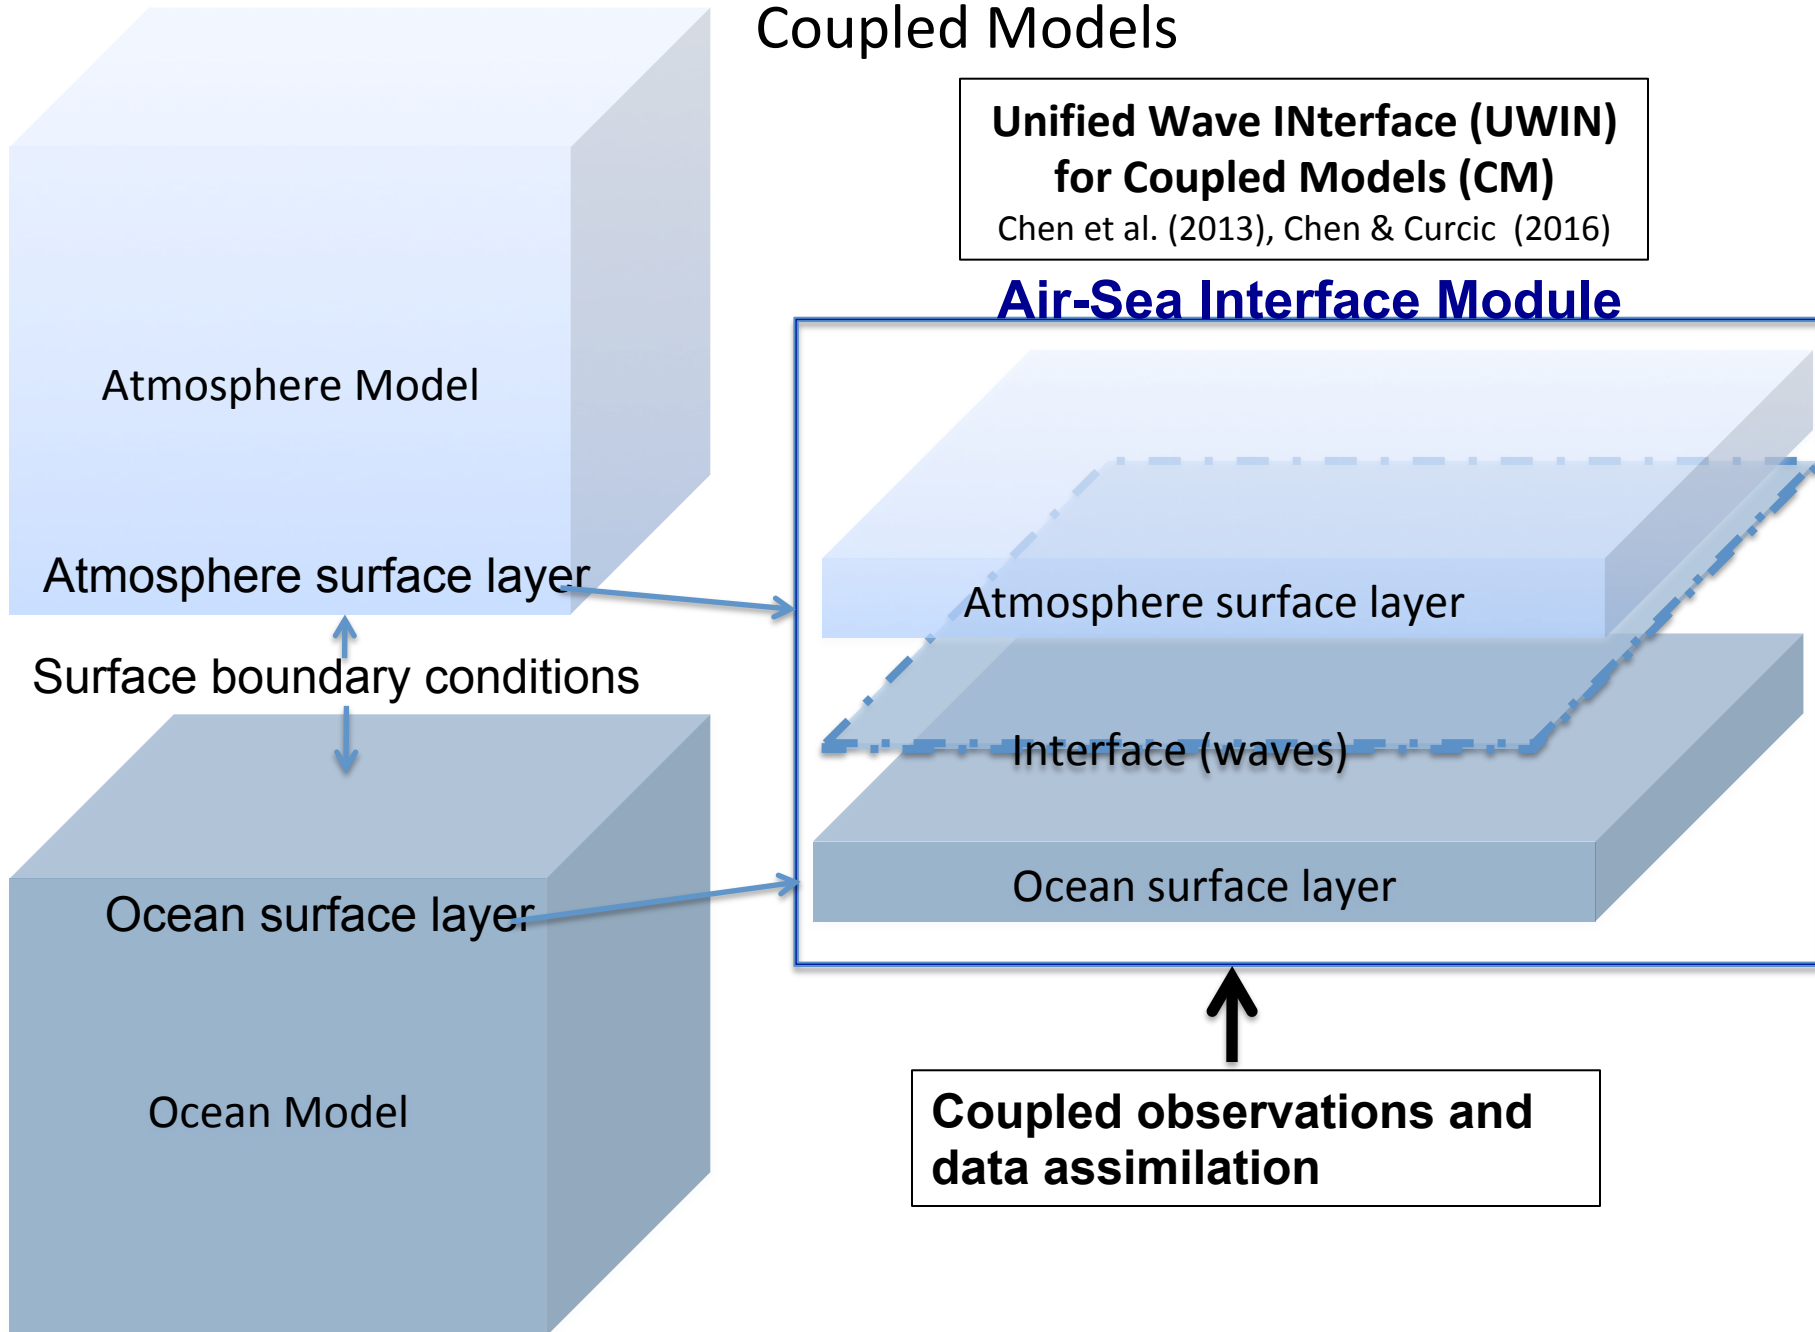 Coupled Models
Unified Wave INterface (UWIN)
for Coupled Models (CM)
Chen et al. (2013), Chen & Curcic (2016)
Air-Sea Interface Module
Atmosphere Model
Atmosphere surface layer
Surface boundary conditions
Ocean surface layer
Ocean Model
Atmosphere surface layer
Interface (waves)
Ocean surface layer
Coupled observations and
data assimilation